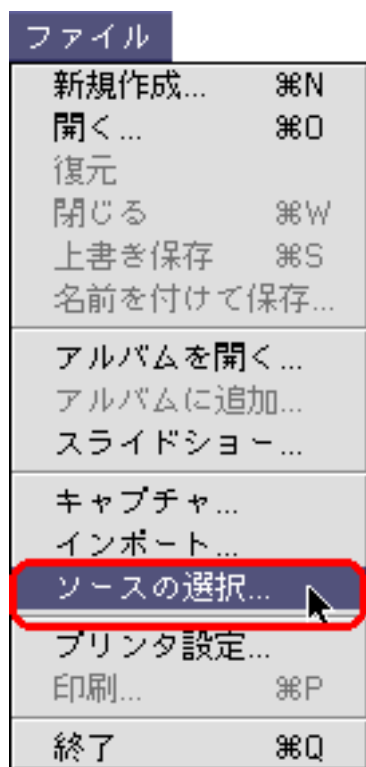 ファイル
新規作成... ⌘N
開く... ⌘O
復元
閉じる ⌘W
上書き保存 ⌘S
名前を付けて保存...
アルバムを開く...
アルバムに追加...
スライドショー...
キャプチャ...
インポート...
ソースの選択...
プリンタ設定...
印刷... ⌘P
終了 ⌘Q